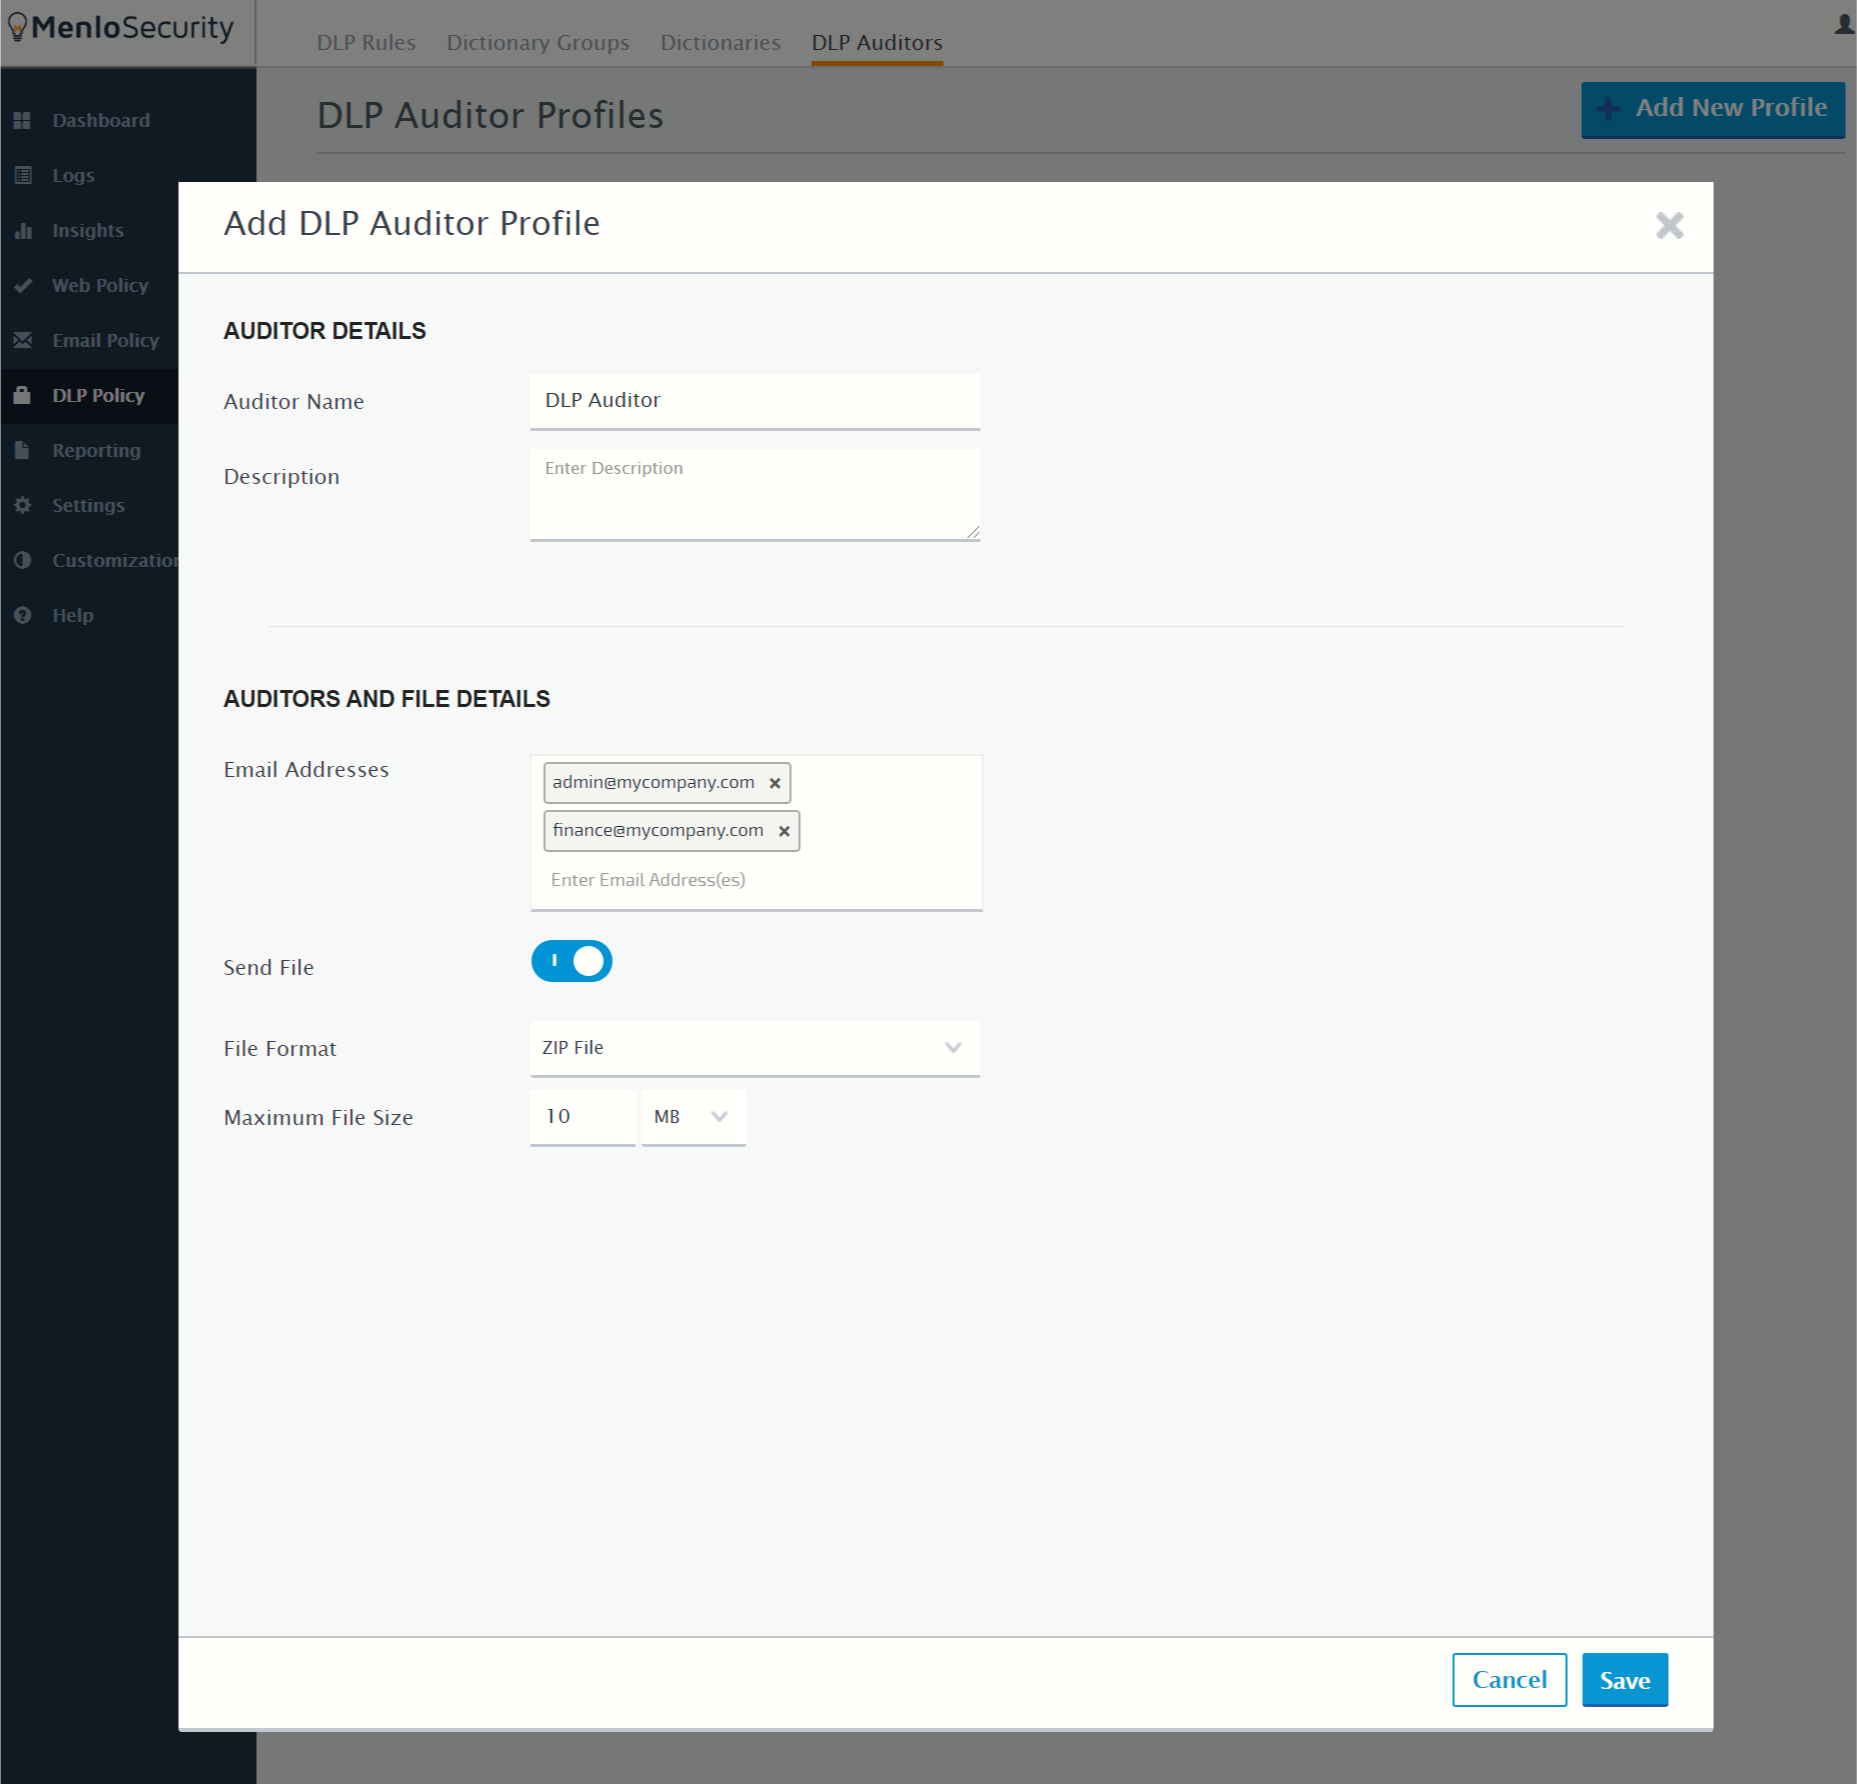 MenloSecurity
DLP Rules
Dictionary Groups
Dictionaries
DLP Auditors
DLP Auditor Profiles
Add New Profile
Dashboard
Logs
Insights
Web Policy
Email Policy
DLP Policy
Reporting
Settings
Customization
Help
Add DLP Auditor Profile
AUDITOR DETAILS
Auditor Name
DLP Auditor
Description
Enter Description
AUDITORS AND FILE DETAILS
Email Addresses
admin@mycompany.com
finance@mycompany.com
Enter Email Address(es)
Send File
File Format
ZIP File
Maximum File Size
10
MB
Cancel
Save